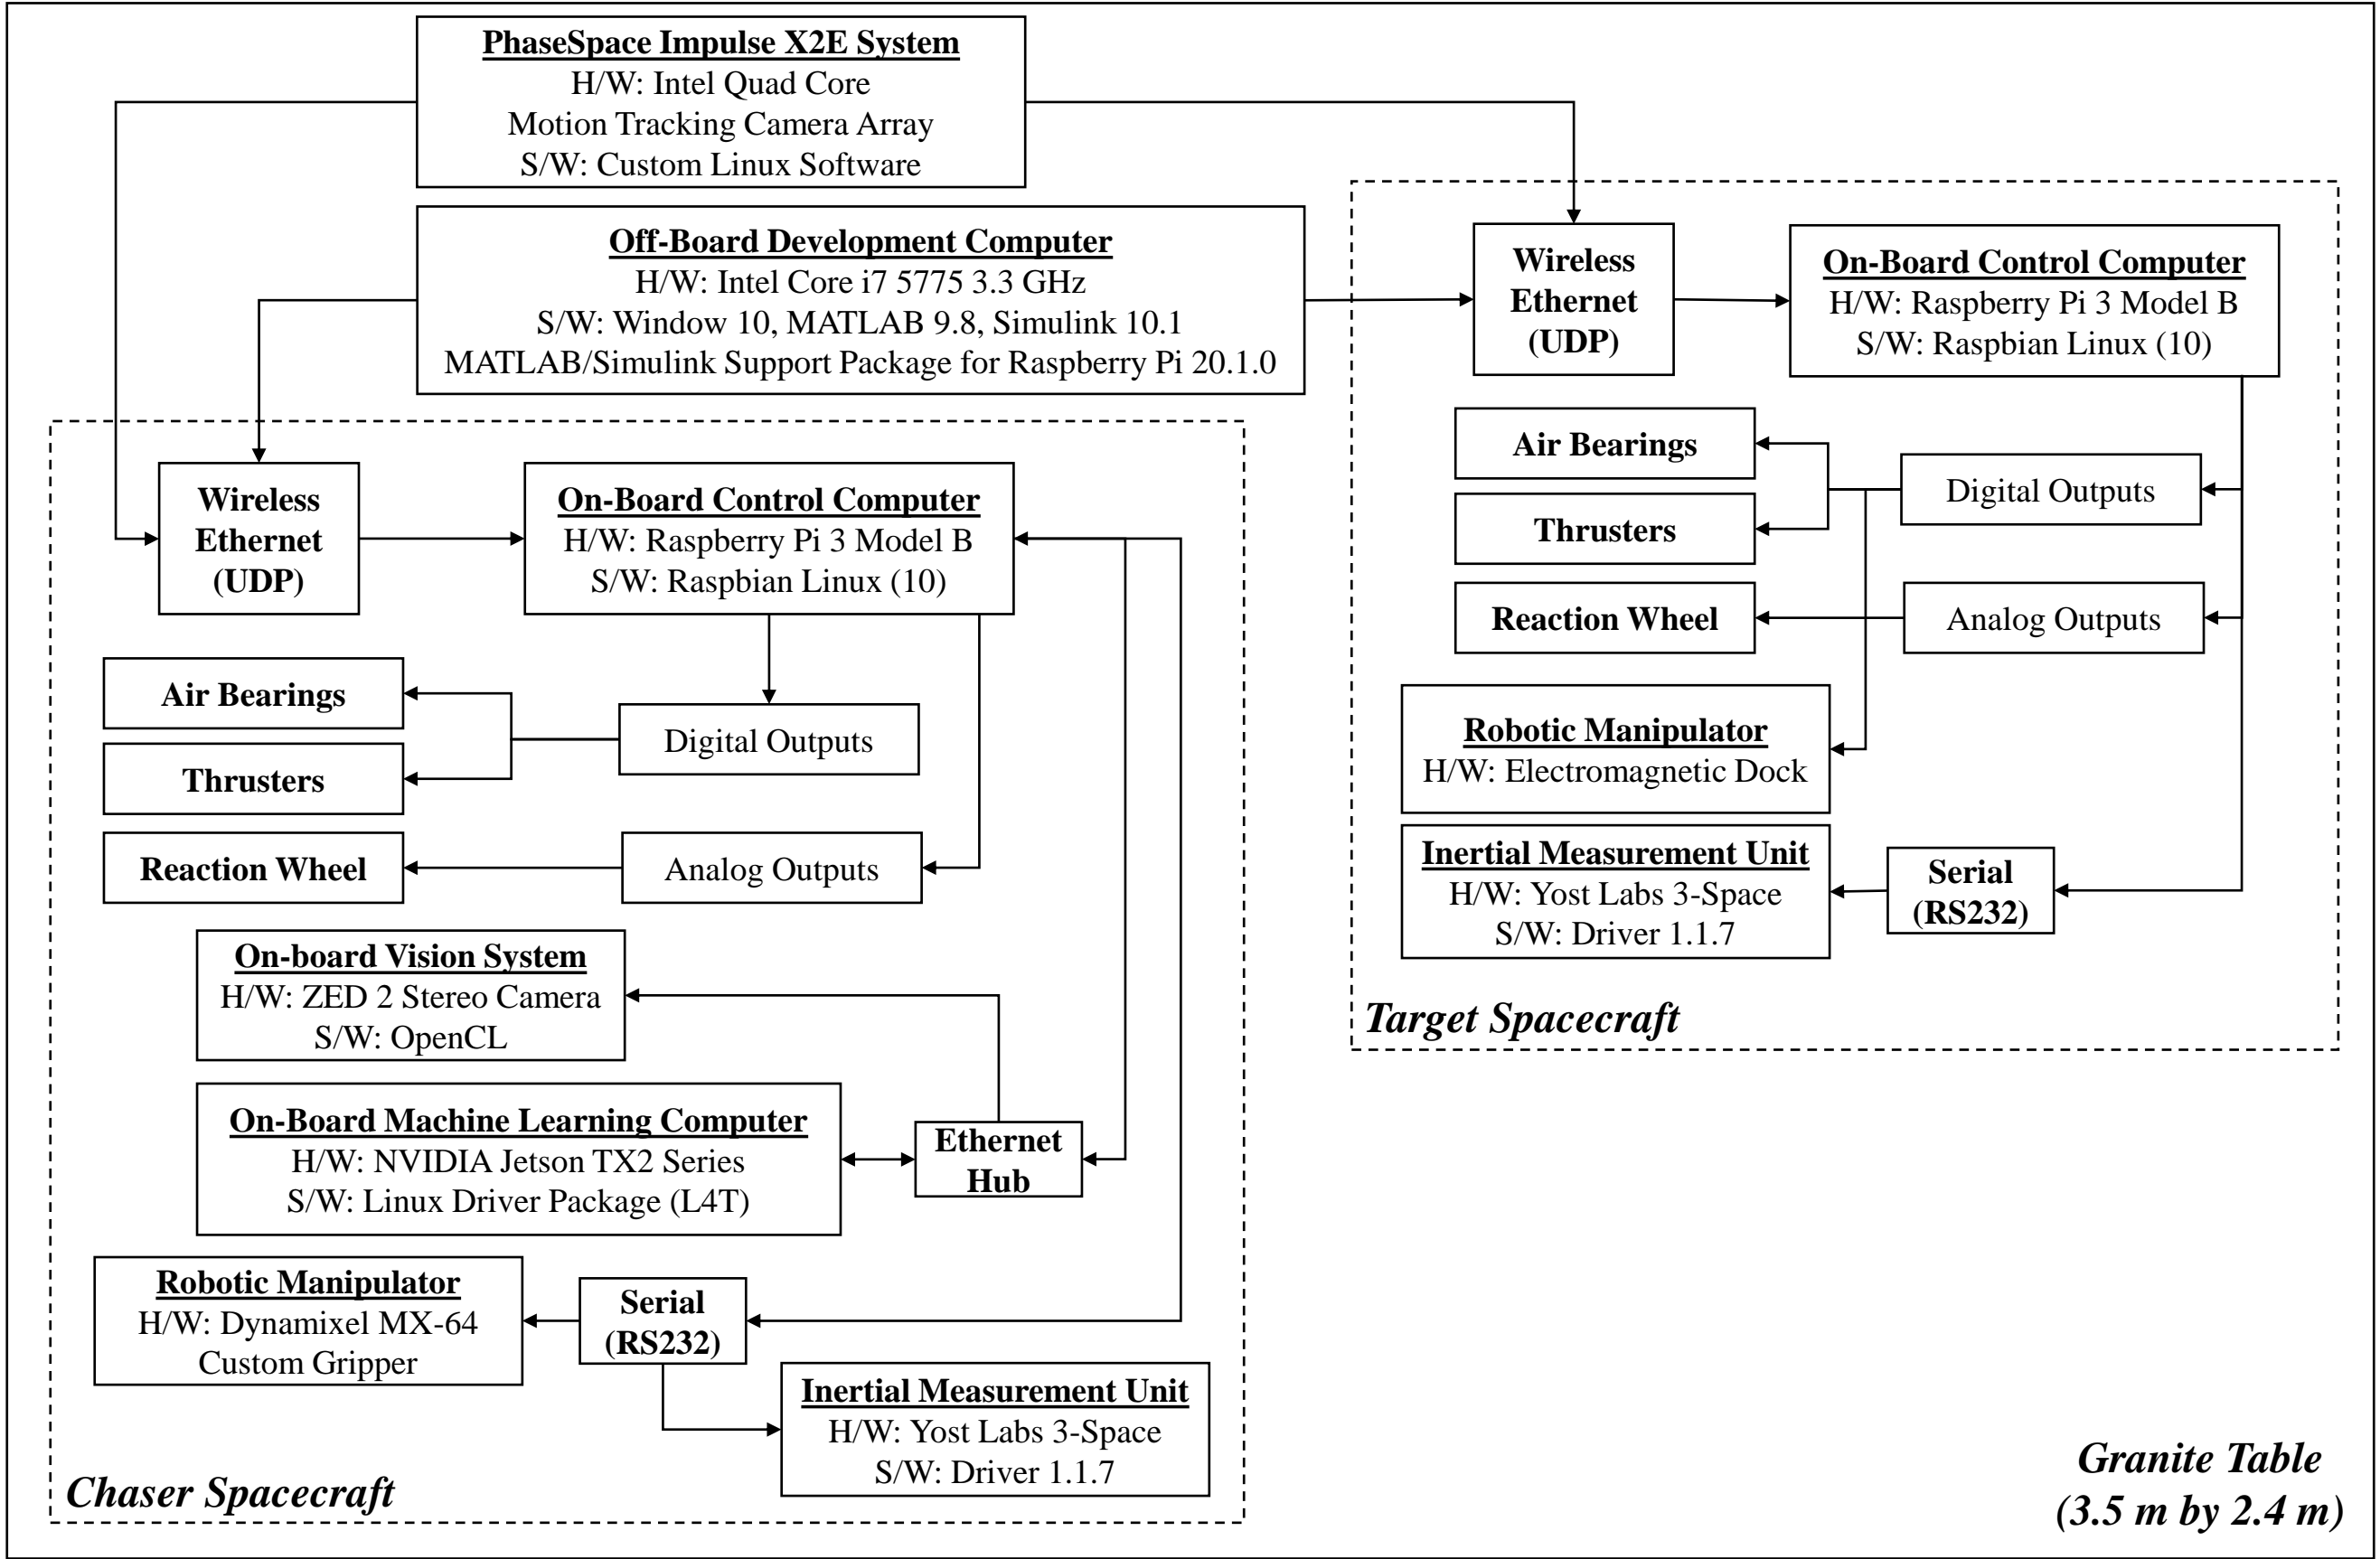 PhaseSpace Impulse X2E System
H/W: Intel Quad Core
Motion Tracking Camera Array
S/W: Custom Linux Software
Off-Board Development Computer
H/W: Intel Core i7 5775 3.3 GHz
S/W: Window 10, MATLAB 9.8, Simulink 10.1
MATLAB/Simulink Support Package for Raspberry Pi 20.1.0
Wireless
Ethernet
(UDP)
On-Board Control Computer
H/W: Raspberry Pi 3 Model B
S/W: Raspbian Linux (10)
Air Bearings
Thrusters
Digital Outputs
Reaction Wheel
Analog Outputs
Robotic Manipulator
H/W: Electromagnetic Dock
Inertial Measurement Unit
H/W: Yost Labs 3-Space
S/W: Driver 1.1.7
Serial
(RS232)
Target Spacecraft
Wireless
Ethernet
(UDP)
On-Board Control Computer
H/W: Raspberry Pi 3 Model B
S/W: Raspbian Linux (10)
Air Bearings
Thrusters
Digital Outputs
Reaction Wheel
Analog Outputs
On-board Vision System
H/W: ZED 2 Stereo Camera
S/W: OpenCL
On-Board Machine Learning Computer
H/W: NVIDIA Jetson TX2 Series
S/W: Linux Driver Package (L4T)
Ethernet
Hub
Robotic Manipulator
H/W: Dynamixel MX-64
Custom Gripper
Serial
(RS232)
Inertial Measurement Unit
H/W: Yost Labs 3-Space
S/W: Driver 1.1.7
Chaser Spacecraft
Granite Table
(3.5 m by 2.4 m)